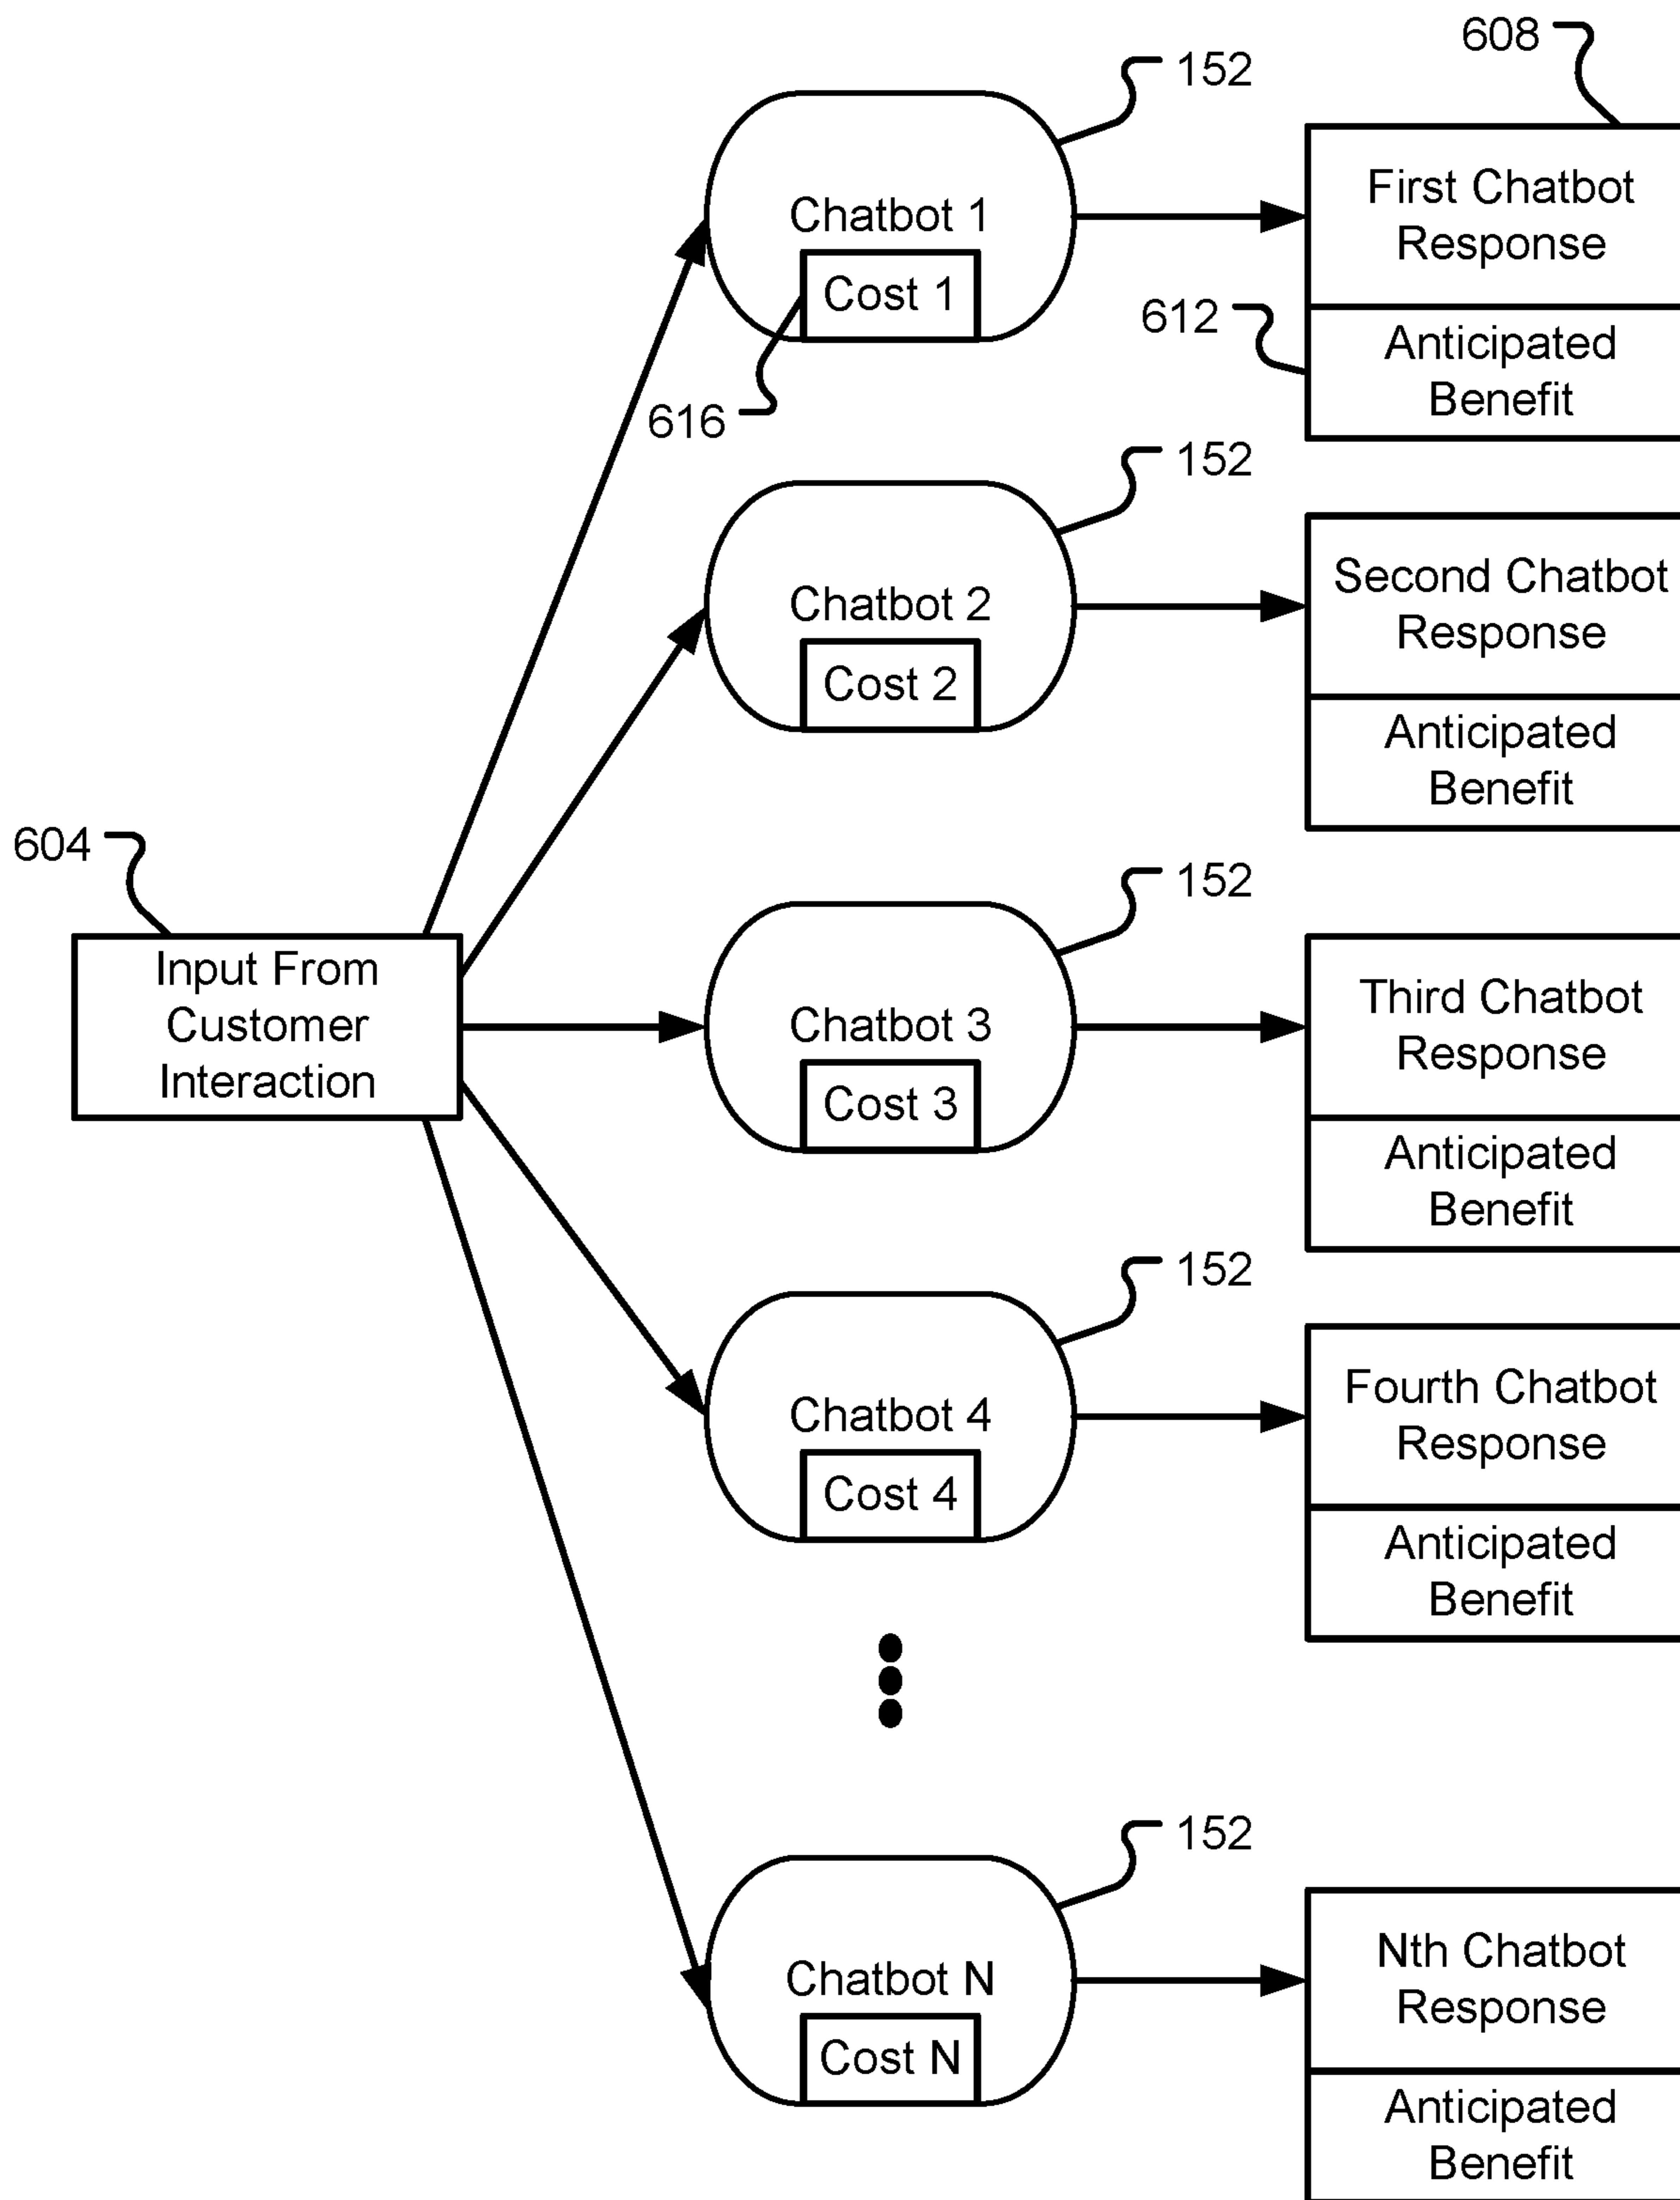 608
152
Chatbot 1
Cost 1
616
First Chatbot
Response
612
Anticipated
Benefit
152
Chatbot 2
Cost 2
Second Chatbot
Response
Anticipated
Benefit
604
Input From
Customer
Interaction
152
Chatbot 3
Cost 3
Third Chatbot
Response
Anticipated
Benefit
152
Chatbot 4
Cost 4
Fourth Chatbot
Response
Anticipated
Benefit
152
Chatbot N
Cost N
Nth Chatbot
Response
Anticipated
Benefit